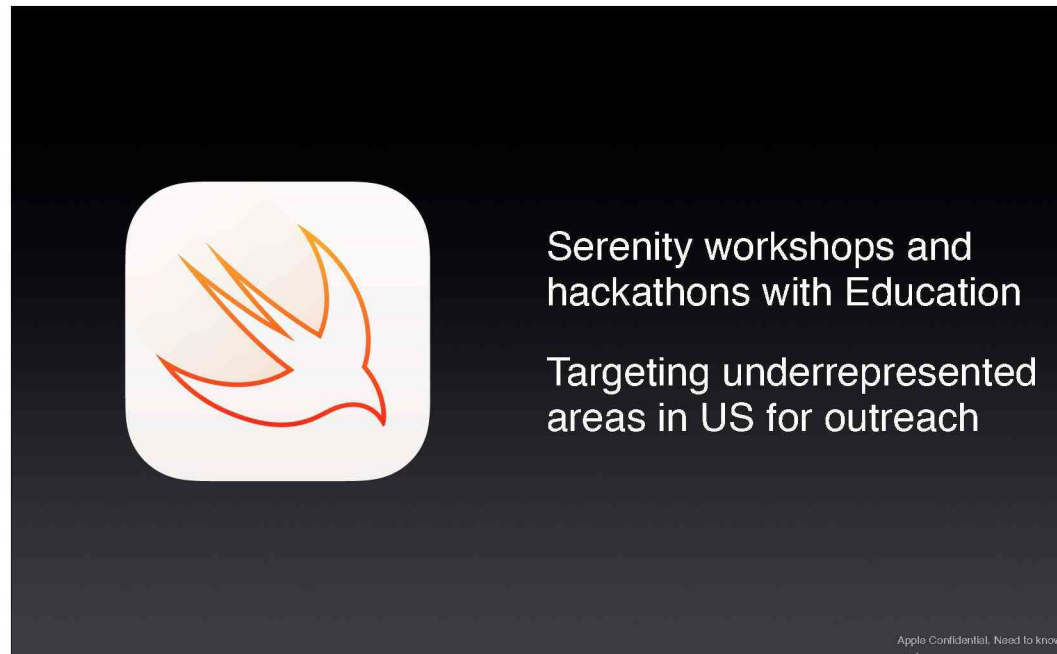 Serenity workshops and
hackathons with Education
Targeting underrepresented
areas in US for outreach
Apple Confidential. Need to know